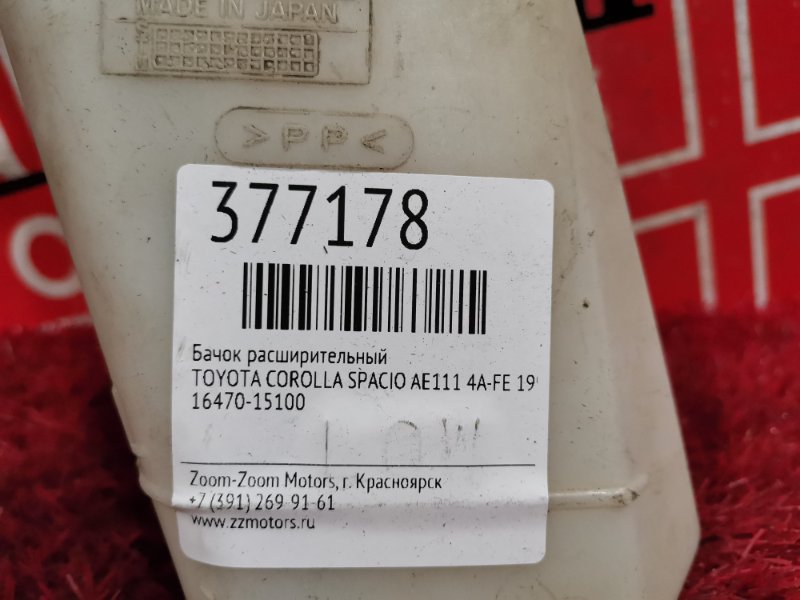 MADE IN JAPAN
>PP<
377178
Бачок расширительный
TOYOTA COROLLA SPACIO AE111 4A-FE 19
16470-15100
LOW
Zoom-Zoom Motors, г. Красноярск
+7 (391) 269-91-61
www.zzmotors.ru